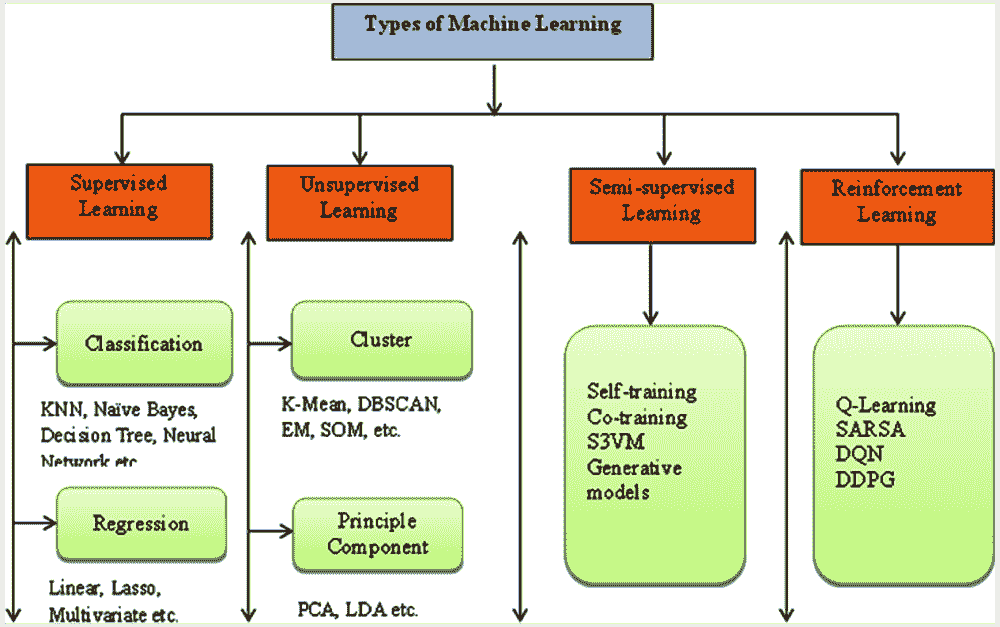 Types of Machine Learning
Supervised
Learning
Unsupervised
Learning
Semi-supervised
Learning
Reinforcement
Learning
Classification
KNN, Naïve Bayes,
Decision Tree, Neural
Network etc
Regression
Linear, Lasso,
Multivariate etc.
Cluster
K-Mean, DBSCAN,
EM, SOM, etc.
Principle
Component
PCA, LDA etc.
Self-training
Co-training
S3VM
Generative
models
Q-Learning
SARSA
DQN
DDPG